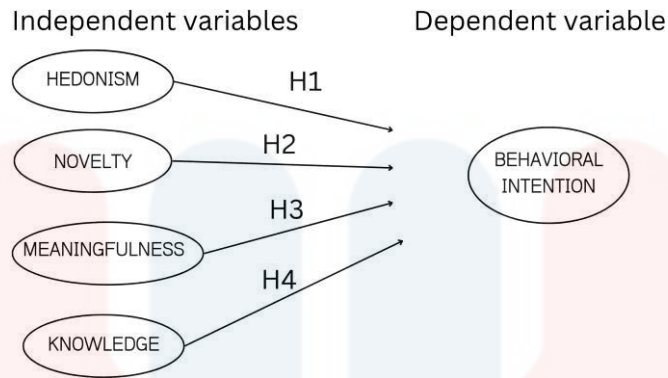 Independent variables
Dependent variable
HEDONISM
H1
NOVELTY
H2
BEHAVIORAL
INTENTION
MEANINGFULNESS
H3
KNOWLEDGE
H4